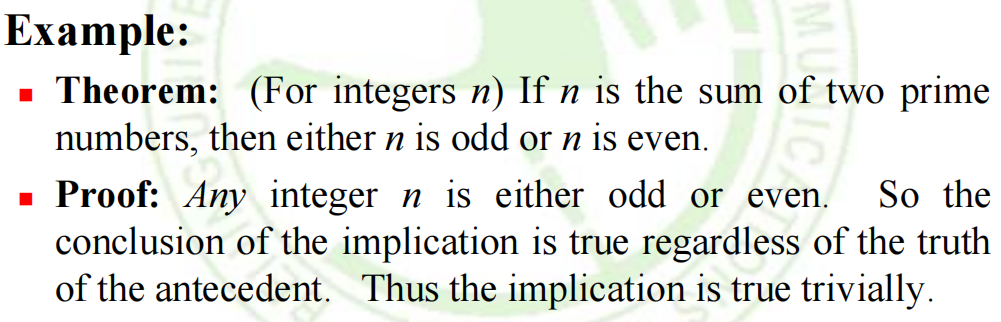 Example:
▪ Theorem: (For integers n) If n is the sum of two prime
numbers, then either n is odd or n is even.
▪ Proof: Any integer n is either odd or even. So the
conclusion of the implication is true regardless of the truth
of the antecedent. Thus the implication is true trivially.